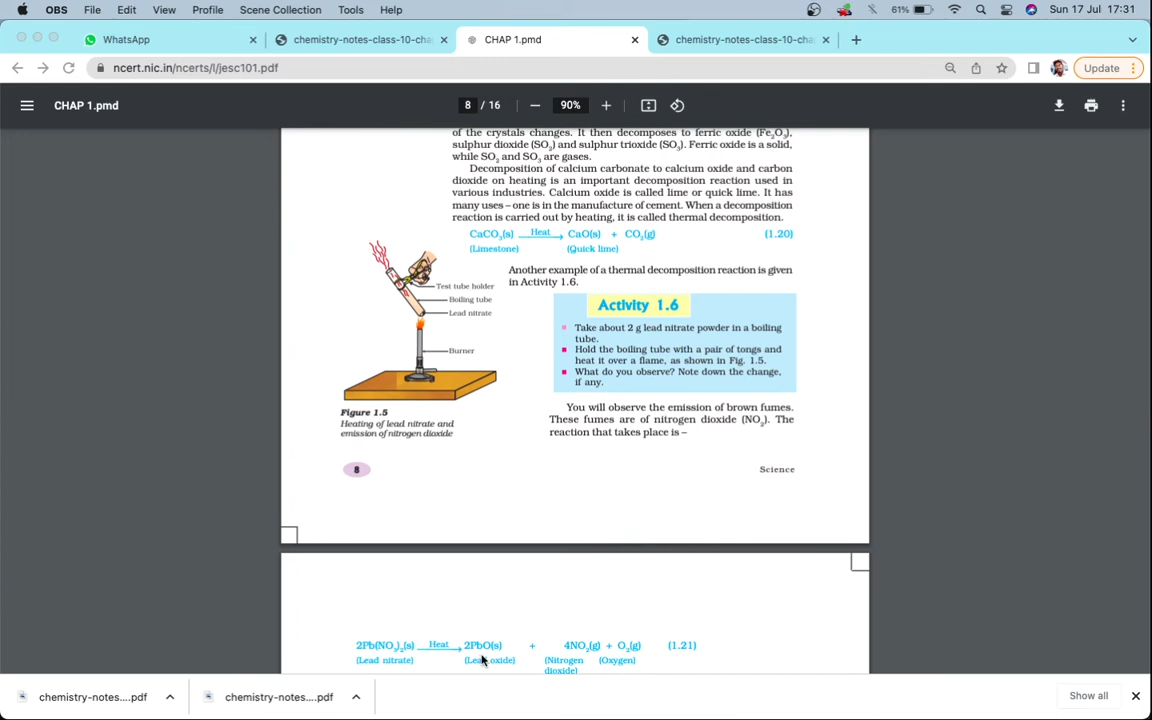 OBS File Edit View Profile Scene Collection Tools Help 61% Sun 17 Jul 17:31
WhatsApp chemistry-notes-class-10-cha CHAP 1.pmd chemistry-notes-class-10-cha
ncert.nic.in/ncerts/l/jesc101.pdf Update
CHAP 1.pmd 8 / 16 90%
of the crystals changes. It then decomposes to ferric oxide (Fe₂O₃),
sulphur dioxide (SO₂) and sulphur trioxide (SO₃). Ferric oxide is a solid,
while SO₂ and SO₃ are gases.
Decomposition of calcium carbonate to calcium oxide and carbon
dioxide on heating is an important decomposition reaction used in
various industries. Calcium oxide is called lime or quick lime. It has
many uses – one is in the manufacture of cement. When a decomposition
reaction is carried out by heating, it is called thermal decomposition.
CaCO₃(s) Heat → CaO(s) + CO₂(g) (1.20)
(Limestone) (Quick lime)
Another example of a thermal decomposition reaction is given
in Activity 1.6.
Test tube holder
Boiling tube
Lead nitrate
Burner
Figure 1.5
Heating of lead nitrate and
emission of nitrogen dioxide
Activity 1.6
Take about 2 g lead nitrate powder in a boiling
tube.
Hold the boiling tube with a pair of tongs and
heat it over a flame, as shown in Fig. 1.5.
What do you observe? Note down the change,
if any.
You will observe the emission of brown fumes.
These fumes are of nitrogen dioxide (NO₂). The
reaction that takes place is –
8 Science
2Pb(NO₃)₂(s) Heat → 2PbO(s) + 4NO₂(g) + O₂(g) (1.21)
(Lead nitrate) (Lead oxide) (Nitrogen (Oxygen)
dioxide)
chemistry-notes....pdf chemistry-notes....pdf Show all